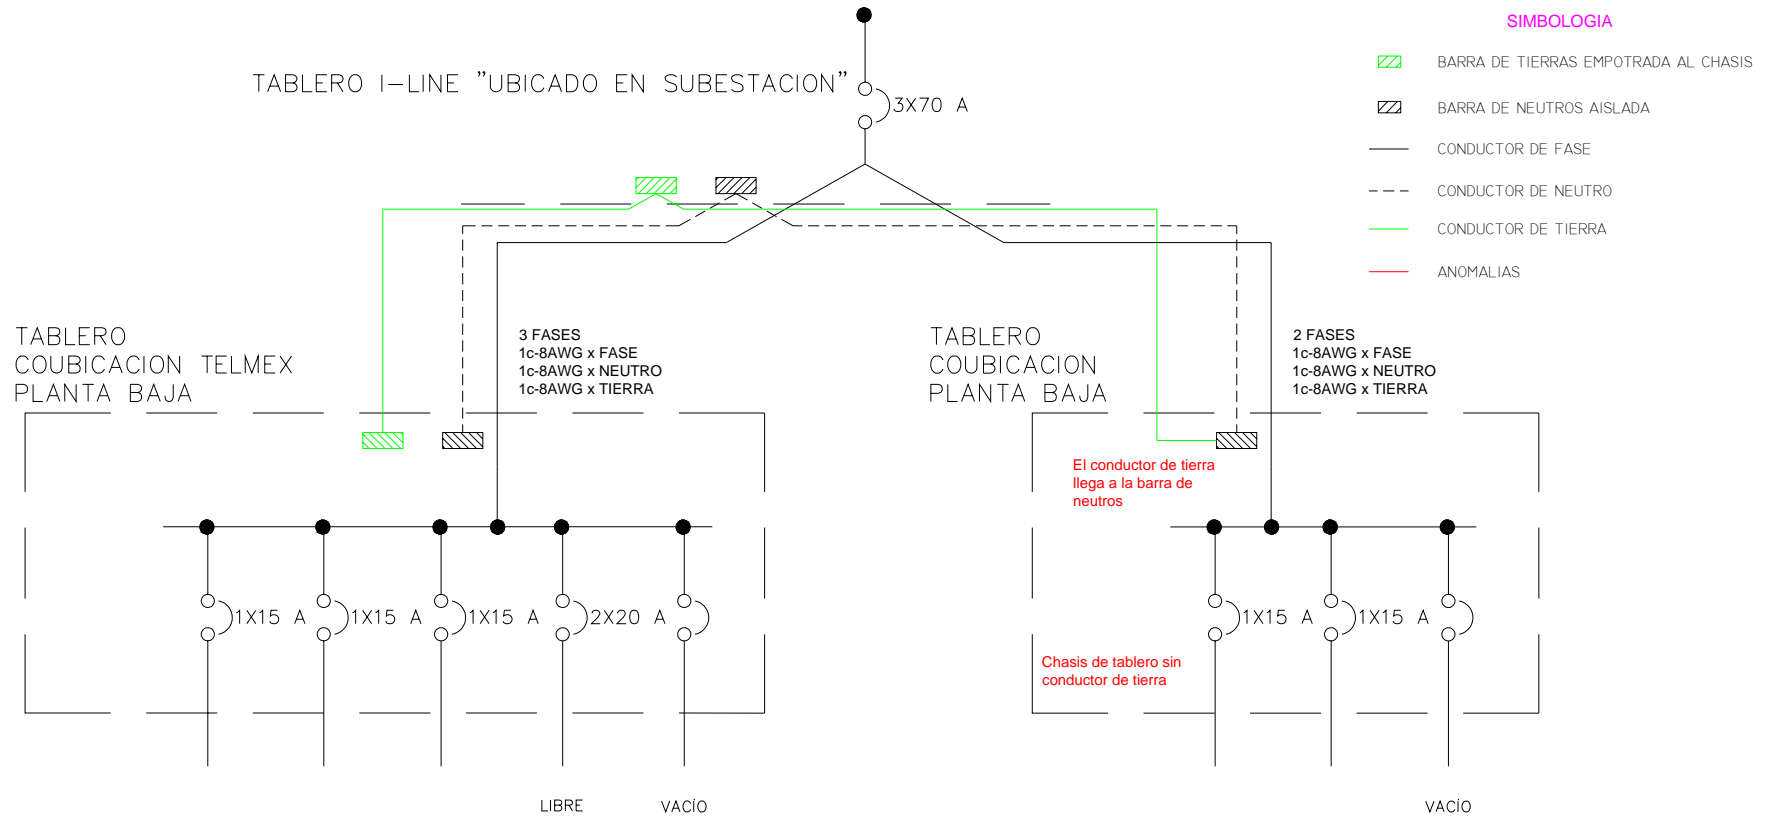 SIMBOLOGIA
BARRA DE TIERRAS EMPOTRADA AL CHASIS
BARRA DE NEUTROS AISLADA
CONDUCTOR DE FASE
CONDUCTOR DE NEUTRO
CONDUCTOR DE TIERRA
ANOMALIAS
TABLERO I-LINE "UBICADO EN SUBESTACION"
3X70 A
TABLERO
COUBICACION TELMEX
PLANTA BAJA
3 FASES
1c-8AWG x FASE
1c-8AWG x NEUTRO
1c-8AWG x TIERRA
TABLERO
COUBICACION
PLANTA BAJA
2 FASES
1c-8AWG x FASE
1c-8AWG x NEUTRO
1c-8AWG x TIERRA
El conductor de tierra
llega a la barra de
neutros
1X15 A
1X15 A
1X15 A
2X20 A
1X15 A
1X15 A
Chasis de tablero sin
conductor de tierra
LIBRE
VACÍO
VACÍO